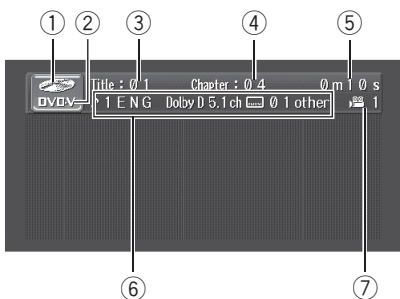 ① ② ③ ④ ⑤
Title : 0 1 Chapter : 0 4 0 m 1 0 s
DVD-V 1 E N G Dolby D 5.1 ch 0 1 other 1
⑥ ⑦